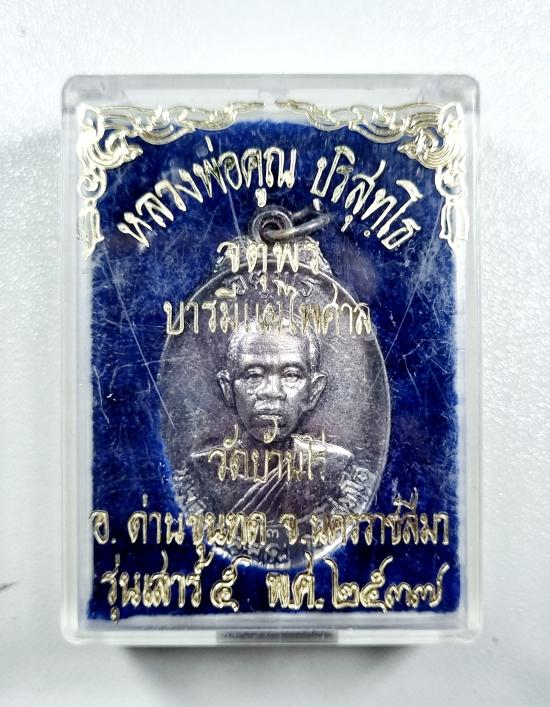 หลวงพ่อคูณ ปริสุทฺโธ
จตุพร
บารมีแผ่ไพศาล
วัดบ้านไร่
อ. ด่านขุนทด จ. นครราชสีมา
รุ่นเสาร์ ๕ พ.ศ. ๒๕๓๗